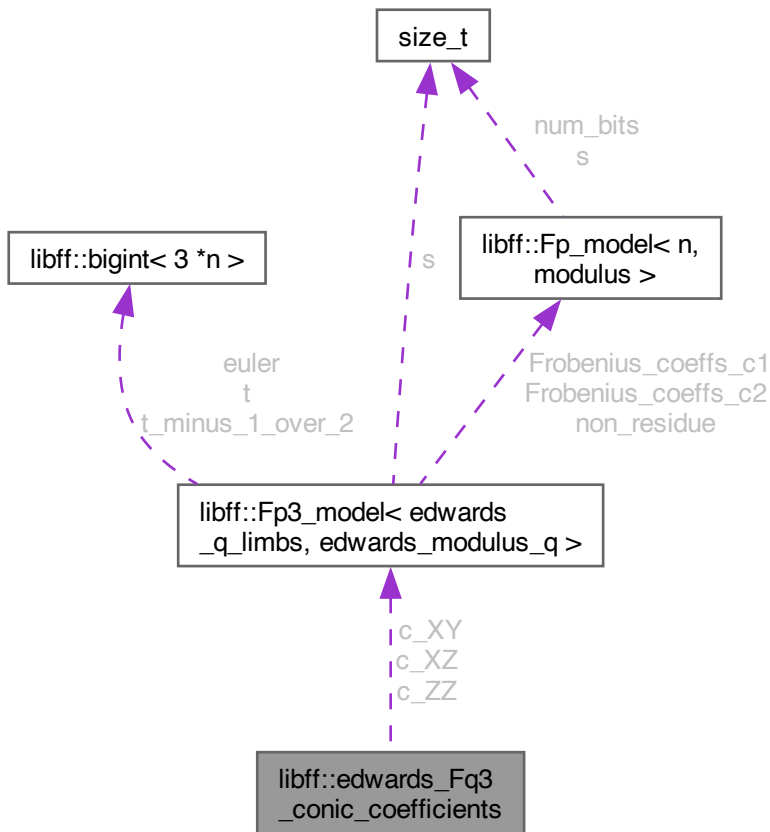 size_t
num_bits
s
libff::bigint< 3 *n >
s
libff::Fp_model< n,
modulus >
euler
t
t_minus_1_over_2
Frobenius_coeffs_c1
Frobenius_coeffs_c2
non_residue
libff::Fp3_model< edwards
_q_limbs, edwards_modulus_q >
c_XY
c_XZ
c_ZZ
libff::edwards_Fq3
_conic_coefficients